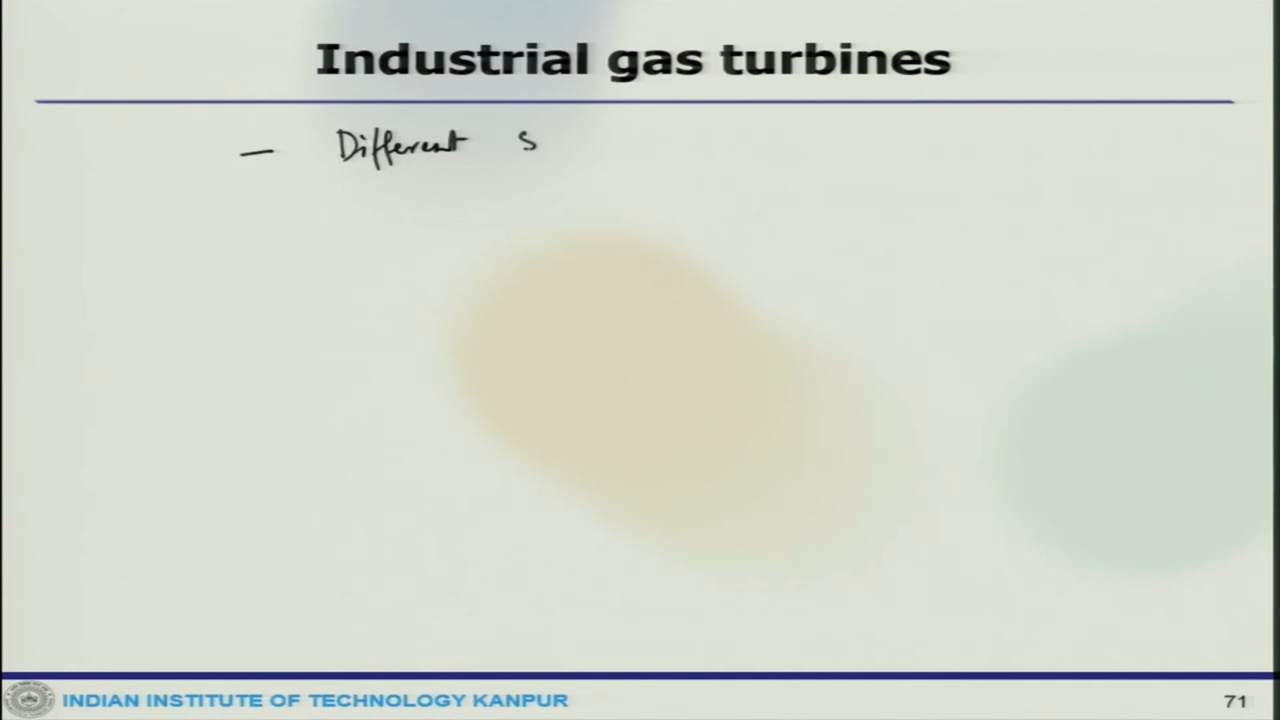 Industrial gas turbines
— Different s
INDIAN INSTITUTE OF TECHNOLOGY KANPUR
71